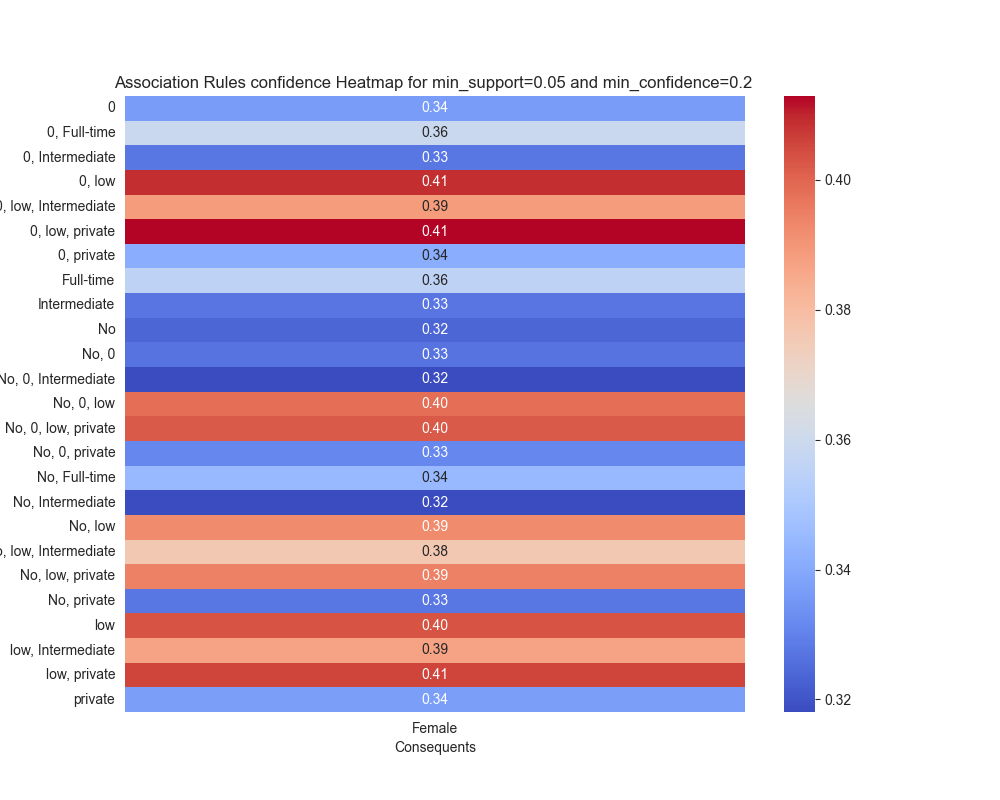 Association Rules confidence Heatmap for min_support=0.05 and min_confidence=0.2
0 0.34
0, Full-time 0.36
0, Intermediate 0.33
0, low 0.41
0, low, Intermediate 0.39
0, low, private 0.41
0, private 0.34
Full-time 0.36
Intermediate 0.33
No 0.32
No, 0 0.33
No, 0, Intermediate 0.32
No, 0, low 0.40
No, 0, low, private 0.40
No, 0, private 0.33
No, Full-time 0.34
No, Intermediate 0.32
No, low 0.39
low, Intermediate 0.38
No, low, private 0.39
No, private 0.33
low 0.40
low, Intermediate 0.39
low, private 0.41
private 0.34
Female
Consequents
0.40
0.38
0.36
0.34
0.32